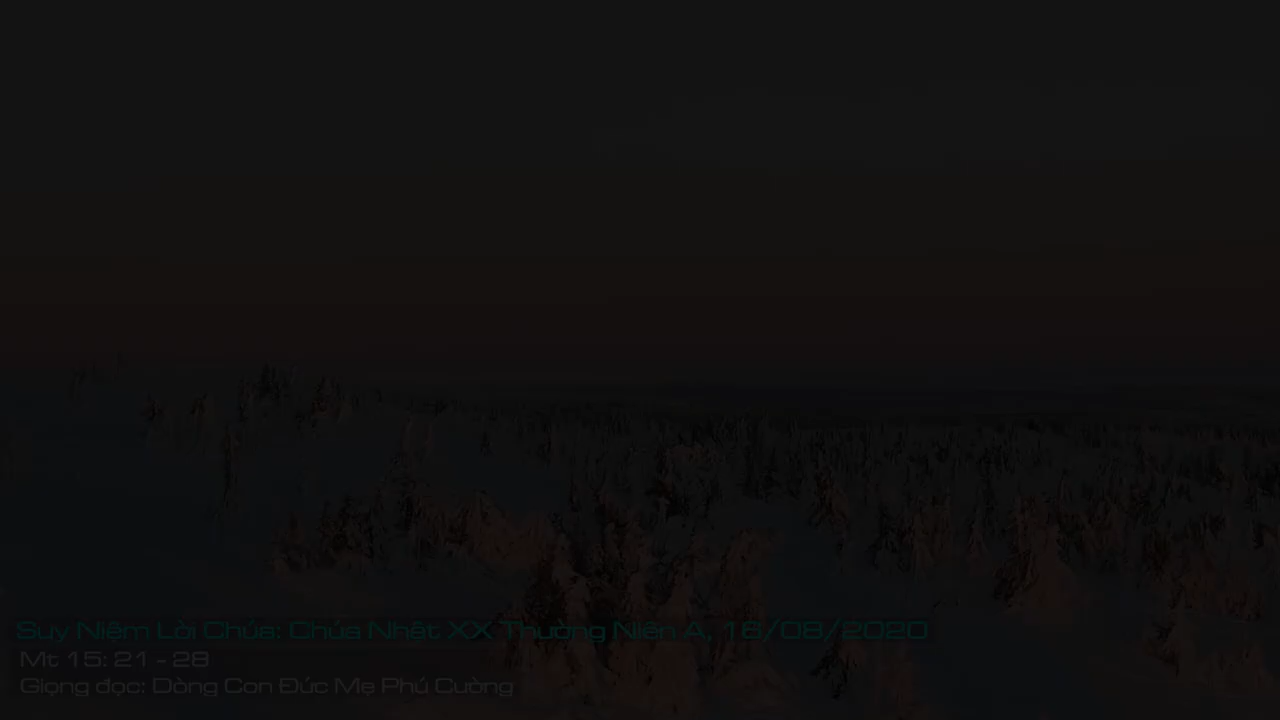 Suy Niệm Lời Chúa: Chúa Nhật XX Thường Niên A, 16/08/2020
Mt 15: 21 - 28
Giọng đọc: Dòng Con Đức Mẹ Phú Cường